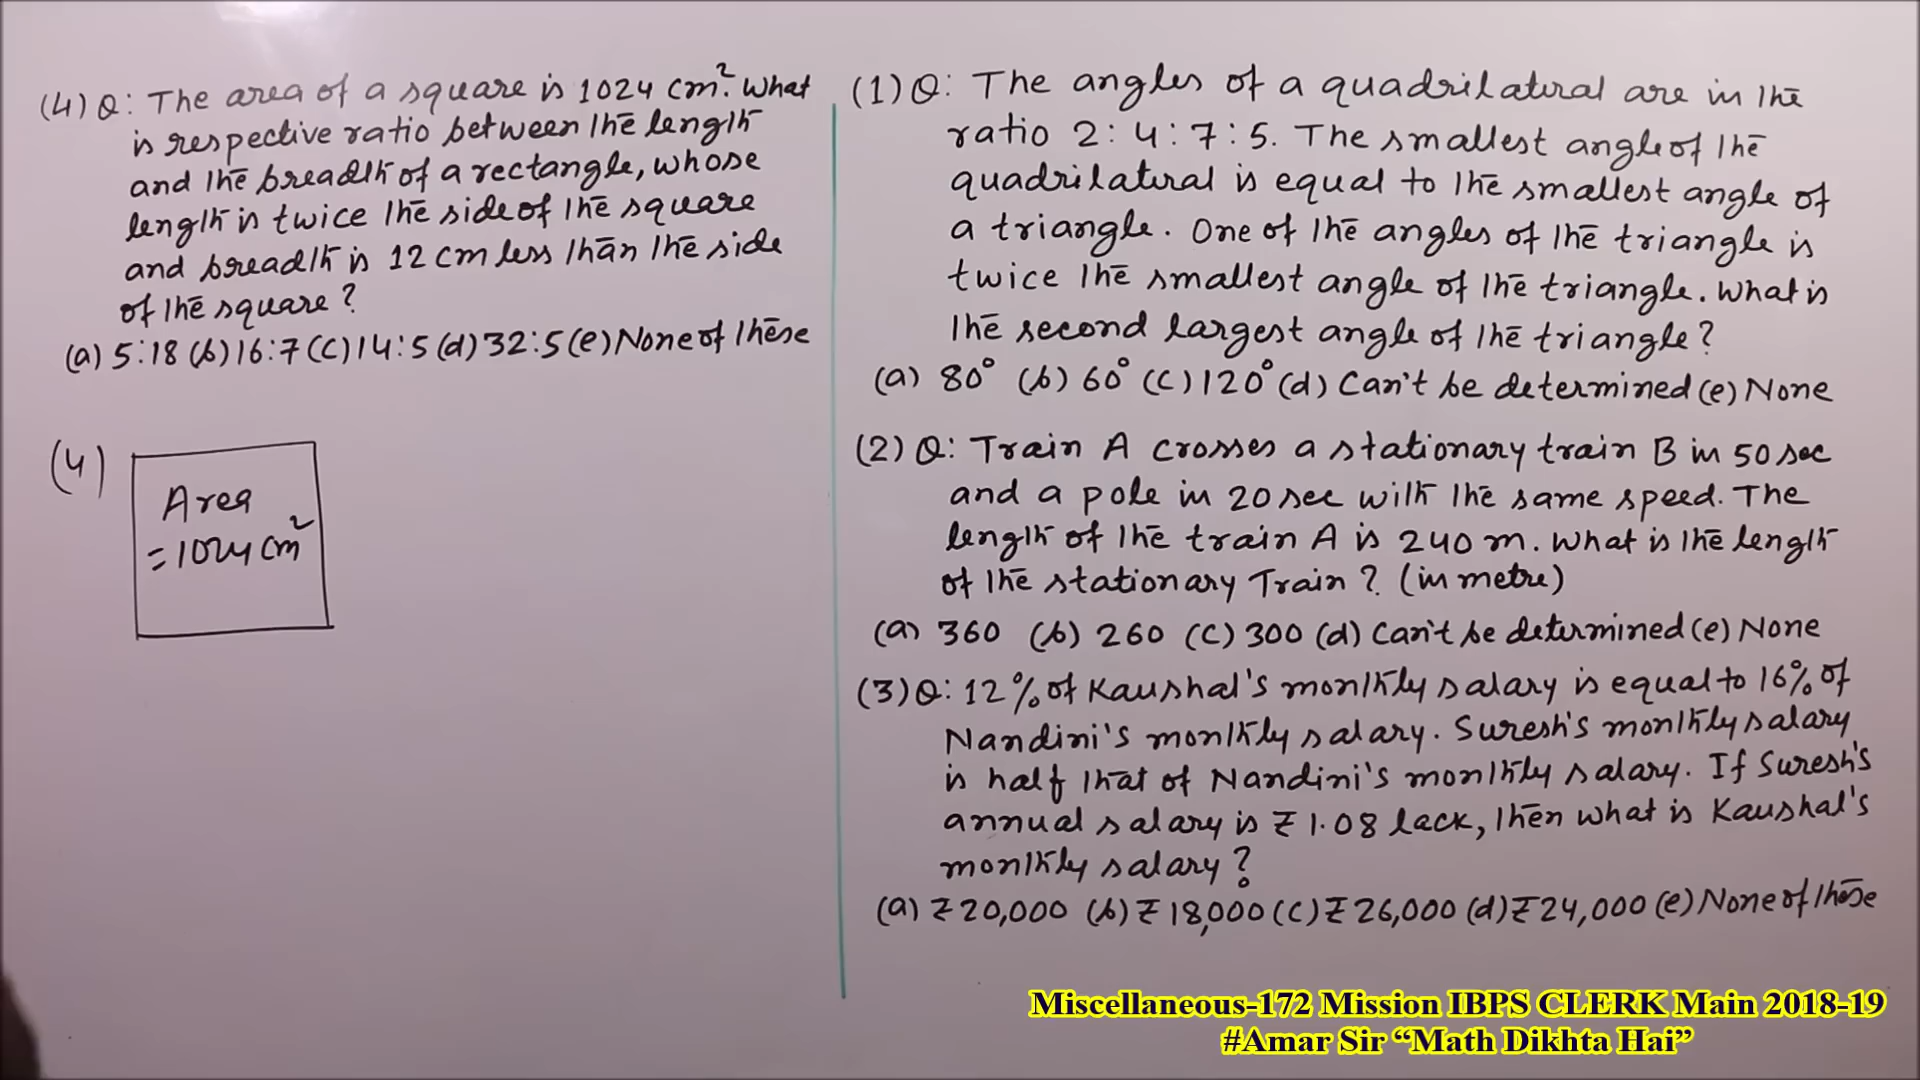 (4) Q: The area of a square is 1024 cm². What
is respective ratio between the length
and the breadth of a rectangle, whose
length is twice the side of the square
and breadth is 12 cm less than the side
of the square?
(a) 5:18 (b) 16:7 (c) 14:5 (d) 32:5 (e) None of these
(4)
Area
= 1024 cm²
(1) Q: The angles of a quadrilateral are in the
ratio 2:4:7:5. The smallest angle of the
quadrilateral is equal to the smallest angle of
a triangle. One of the angles of the triangle is
twice the smallest angle of the triangle. What is
the second largest angle of the triangle?
(a) 80° (b) 60° (c) 120° (d) Can't be determined (e) None
(2) Q: Train A crosses a stationary train B in 50 sec
and a pole in 20 sec with the same speed. The
length of the train A is 240 m. What is the length
of the stationary Train? (in metre)
(a) 360 (b) 260 (c) 300 (d) Can't be determined (e) None
(3) Q: 12% of Kaushal's monthly salary is equal to 16% of
Nandini's monthly salary. Suresh's monthly salary
is half that of Nandini's monthly salary. If Suresh's
annual salary is ₹ 1.08 lack, then what is Kaushal's
monthly salary?
(a) ₹ 20,000 (b) ₹ 18,000 (c) ₹ 26,000 (d) ₹ 24,000 (e) None of these
Miscellaneous-172 Mission IBPS CLERK Main 2018-19
#Amar Sir “Math Dikhta Hai”